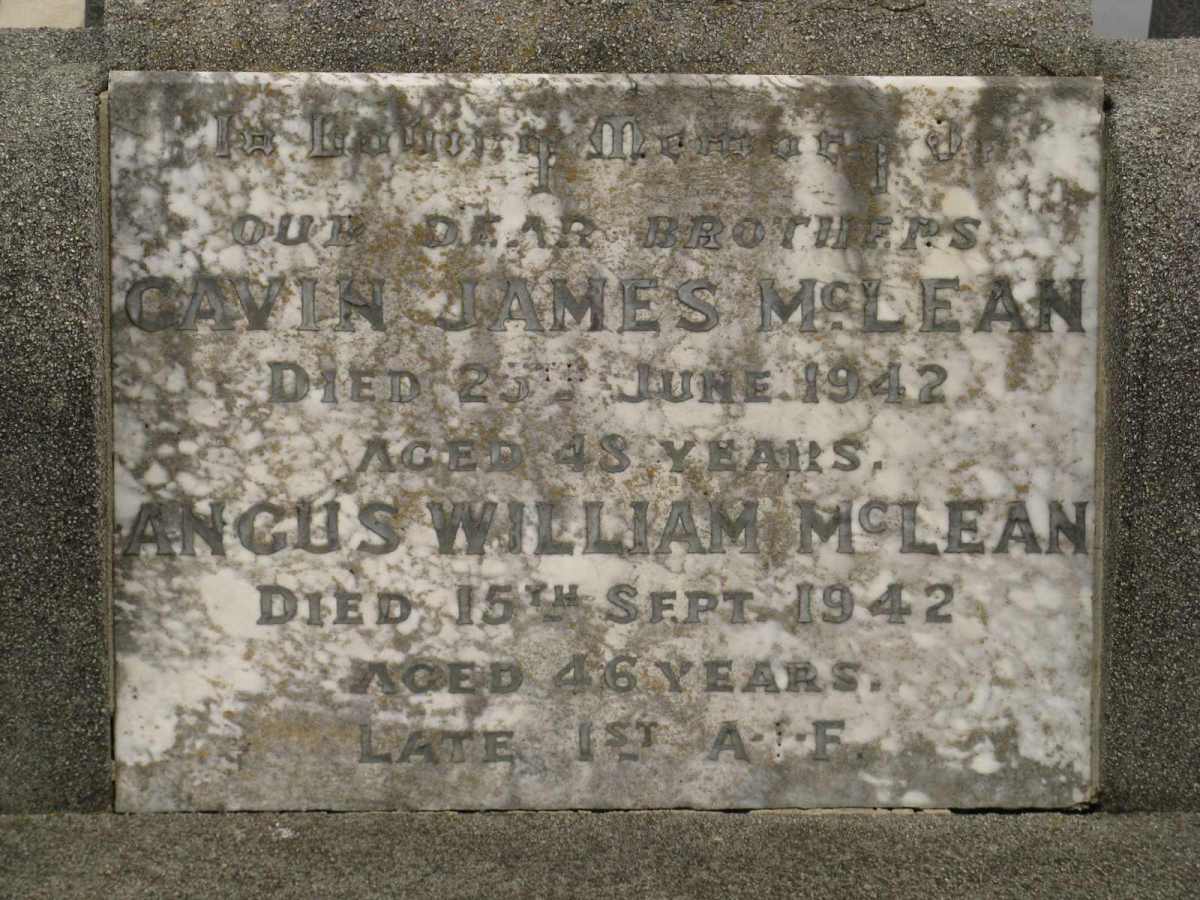 In Loving Memory Of
OUR DEAR BROTHERS
GAVIN JAMES McLEAN
DIED 25TH JUNE 1942
AGED 48 YEARS.
ANGUS WILLIAM McLEAN
DIED 15TH SEPT. 1942
AGED 46 YEARS.
LATE 1ST A.I.F.